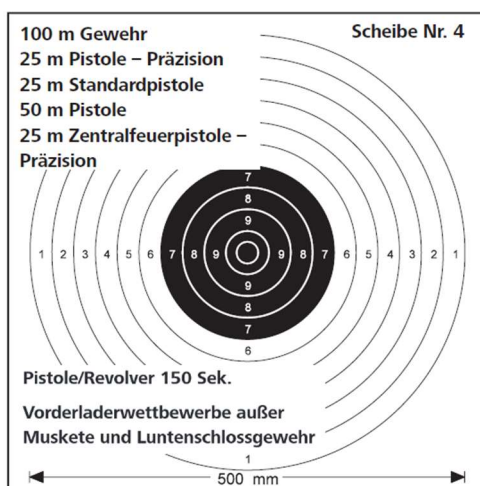 100 m Gewehr
Scheibe Nr. 4
25 m Pistole – Präzision
25 m Standardpistole
50 m Pistole
25 m Zentralfeuerpistole –
Präzision
7
8
9
1 2 3 4 5 6 7 8 9 9 8 7 6 5 4 3 2 1
9
8
7
6
Pistole/Revolver 150 Sek.
Vorderladerwettbewerbe außer
Muskete und Luntenschlossgewehr
1
500 mm